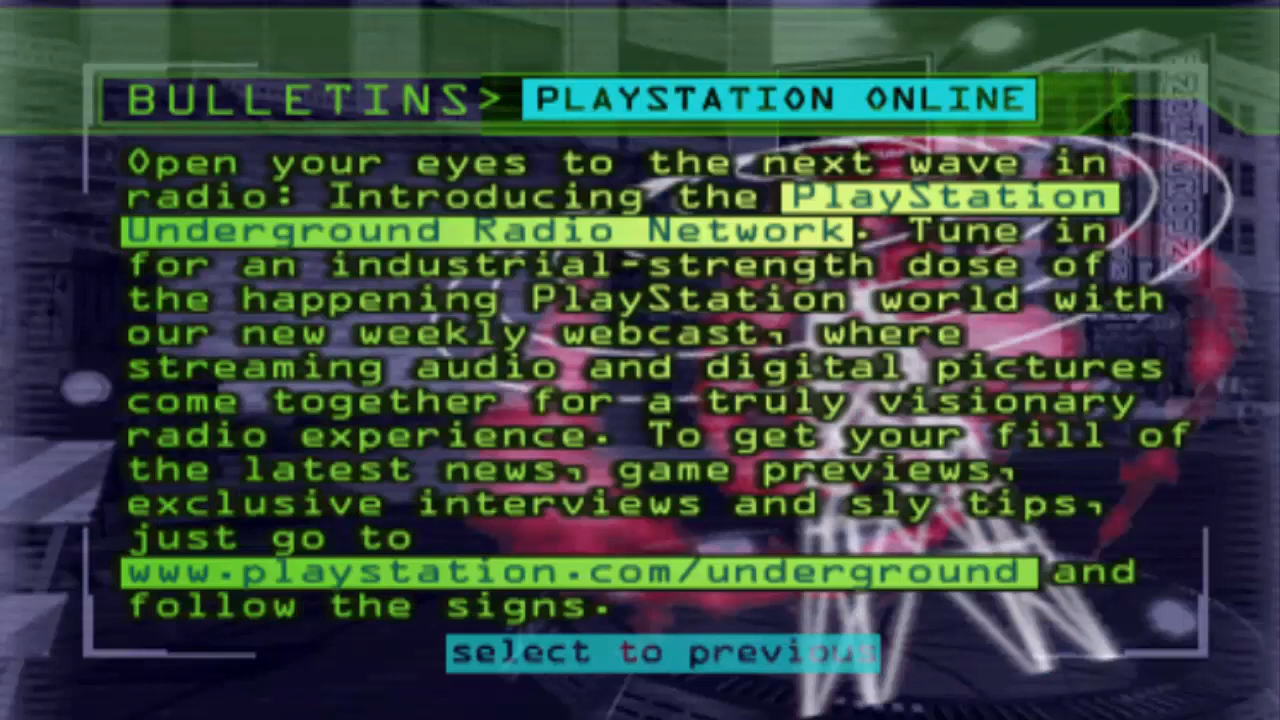 BULLETINS> PLAYSTATION ONLINE
Open your eyes to the next wave in
radio: Introducing the PlayStation
Underground Radio Network. Tune in
for an industrial-strength dose of
the happening PlayStation world with
our new weekly webcast, where
streaming audio and digital pictures
come together for a truly visionary
radio experience. To get your fill of
the latest news, game previews,
exclusive interviews and sly tips,
just go to
www.playstation.com/underground and
follow the signs.
select to previous